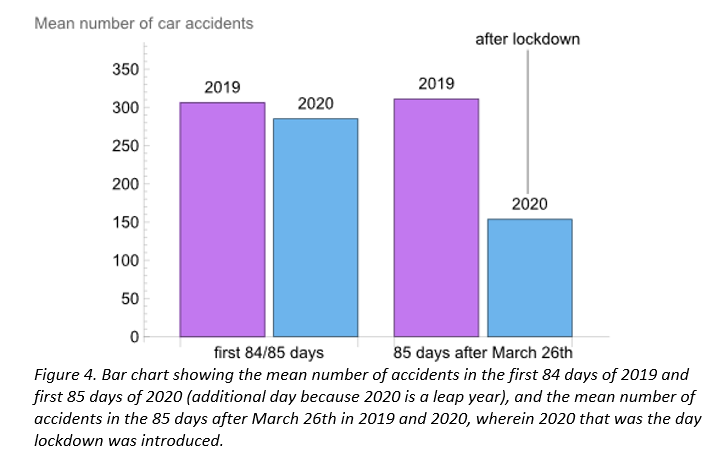 Mean number of car accidents
after lockdown
350
2019
2019
300
2020
250
200
2020
150
100
50
0
first 84/85 days
85 days after March 26th
Figure 4. Bar chart showing the mean number of accidents in the first 84 days of 2019 and
first 85 days of 2020 (additional day because 2020 is a leap year), and the mean number of
accidents in the 85 days after March 26th in 2019 and 2020, wherein 2020 that was the day
lockdown was introduced.